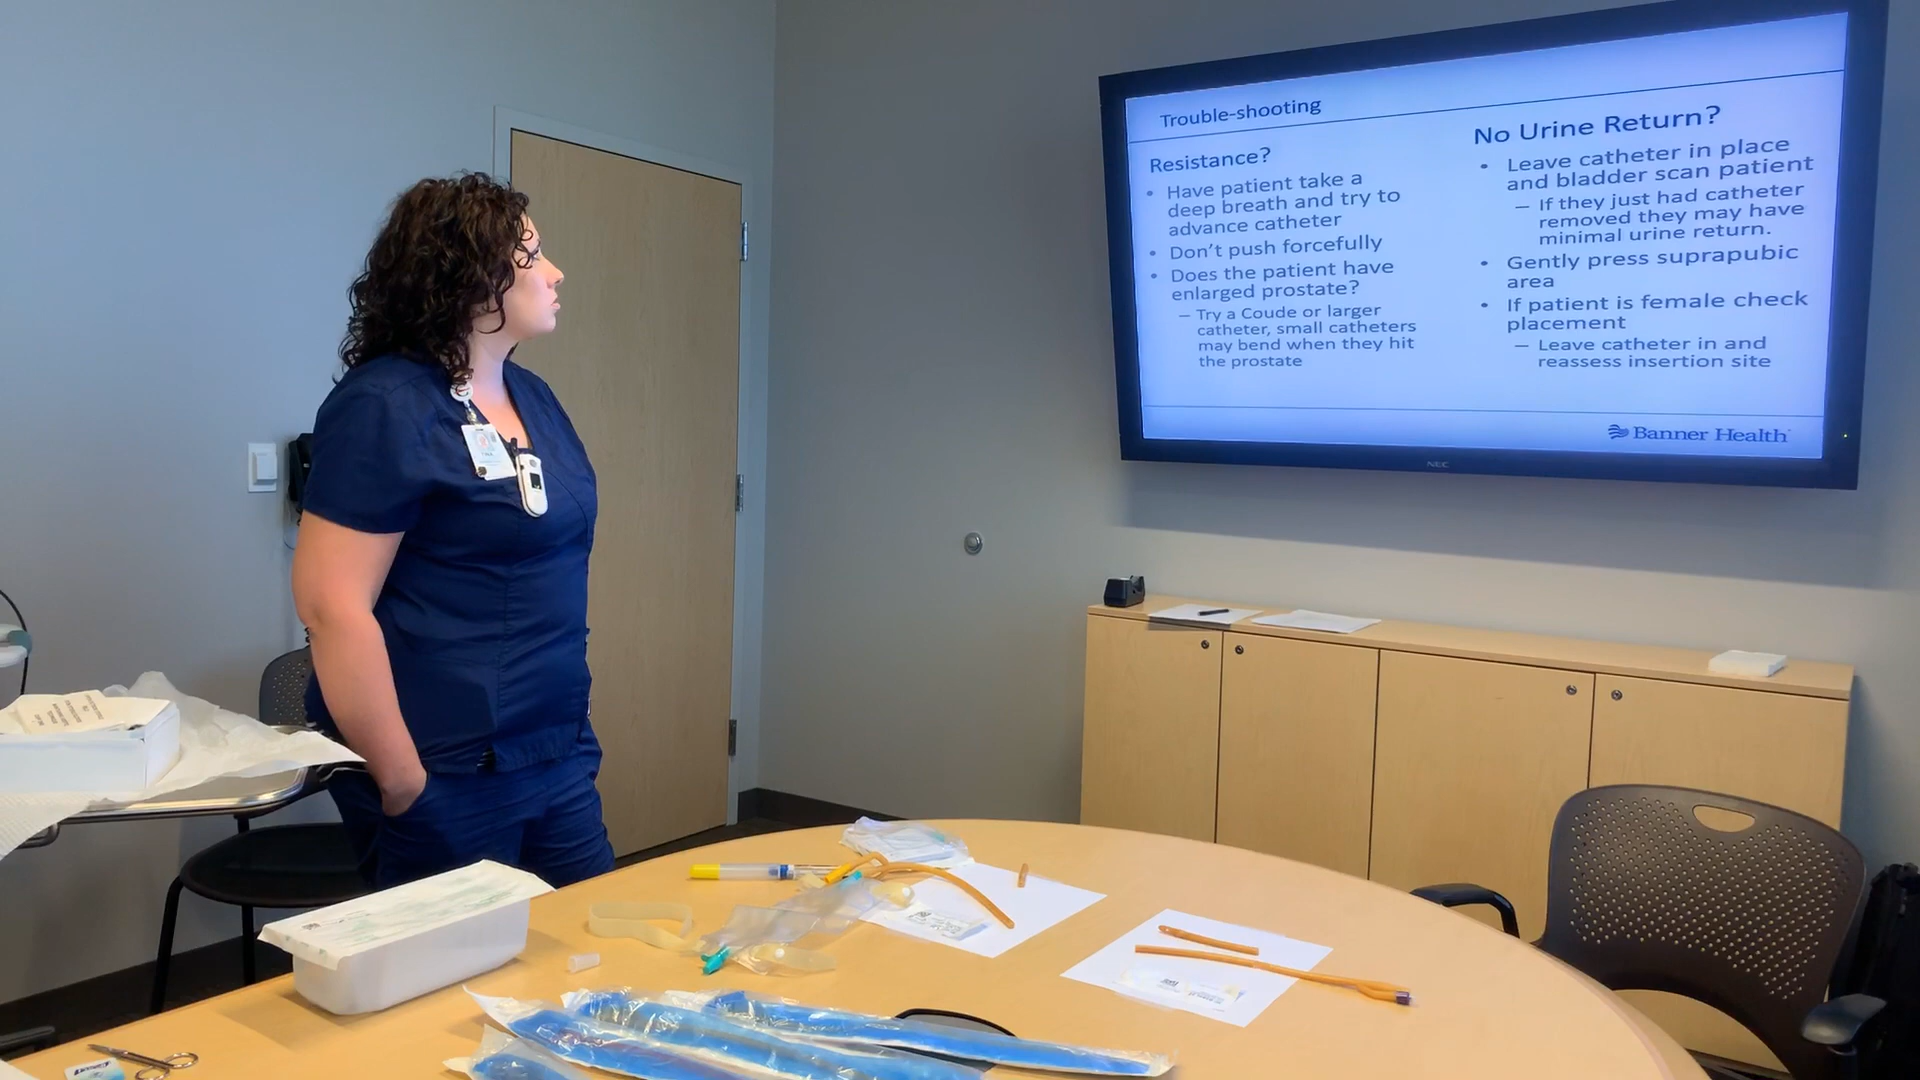 Trouble-shooting
Resistance?
• Have patient take a
deep breath and try to
advance catheter
• Don't push forcefully
• Does the patient have
enlarged prostate?
– Try a Coude or larger
catheter, small catheters
may bend when they hit
the prostate
No Urine Return?
• Leave catheter in place
and bladder scan patient
– If they just had catheter
removed they may have
minimal urine return.
• Gently press suprapubic
area
• If patient is female check
placement
– Leave catheter in and
reassess insertion site
Banner Health
NEC